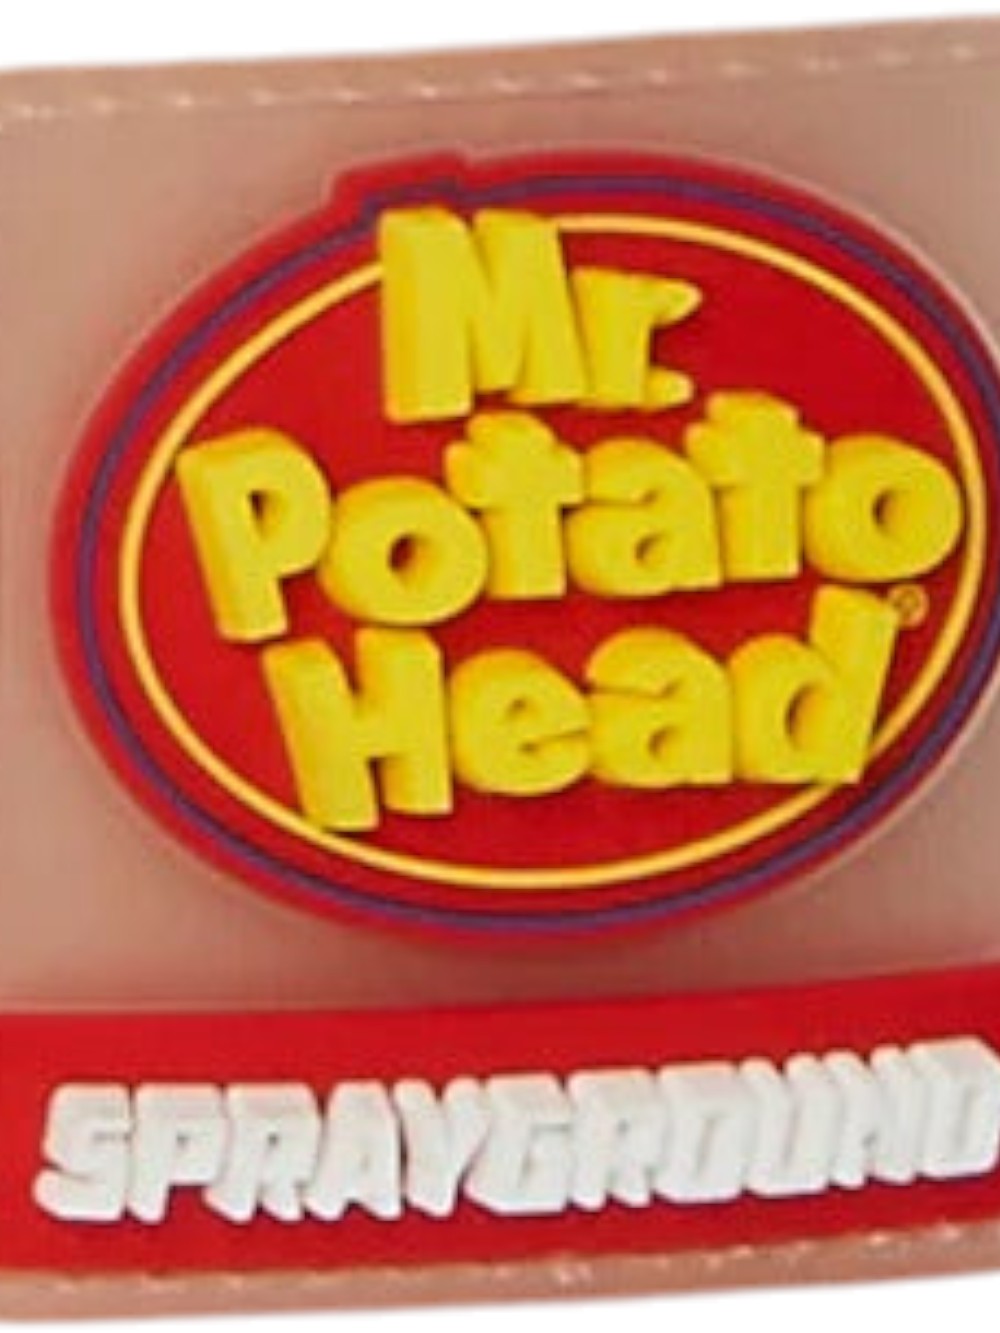 Mr.
Potato
Head®
SPRAYGROUND